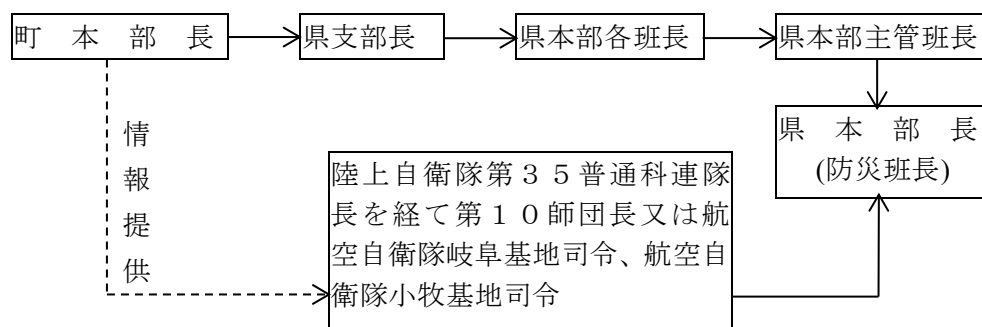 町本部長
県支部長
県本部各班長
県本部主管班長
県本部長
(防災班長)
情報提供
陸上自衛隊第35普通科連隊
長を経て第10師団長又は航
空自衛隊岐阜基地司令、航空自
衛隊小牧基地司令